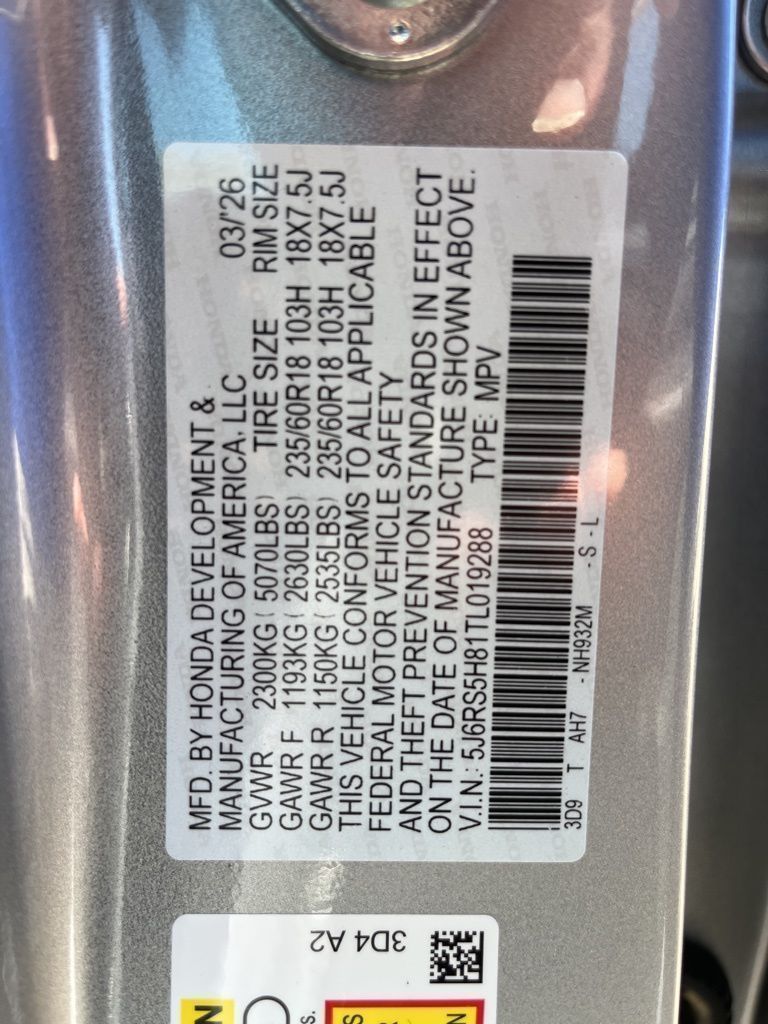 MFD. BY HONDA DEVELOPMENT &
MANUFACTURING OF AMERICA, LLC 03/'26
GVWR 2300KG ( 5070LBS) TIRE SIZE RIM SIZE
GAWR F 1193KG ( 2630LBS) 235/60R18 103H 18X7.5J
GAWR R 1150KG ( 2535LBS) 235/60R18 103H 18X7.5J
THIS VEHICLE CONFORMS TO ALL APPLICABLE
FEDERAL MOTOR VEHICLE SAFETY
AND THEFT PREVENTION STANDARDS IN EFFECT
ON THE DATE OF MANUFACTURE SHOWN ABOVE.
V.I.N.: 5J6RS5H81TL019288 TYPE: MPV
3D9 T AH7 - NH932M - S - L
3D4 A2